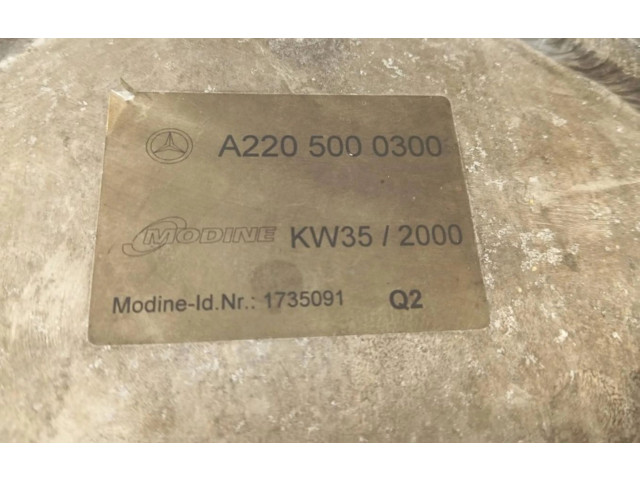 A220 500 0300
MODINE KW35 / 2000
Modine-Id.Nr.: 1735091 Q2